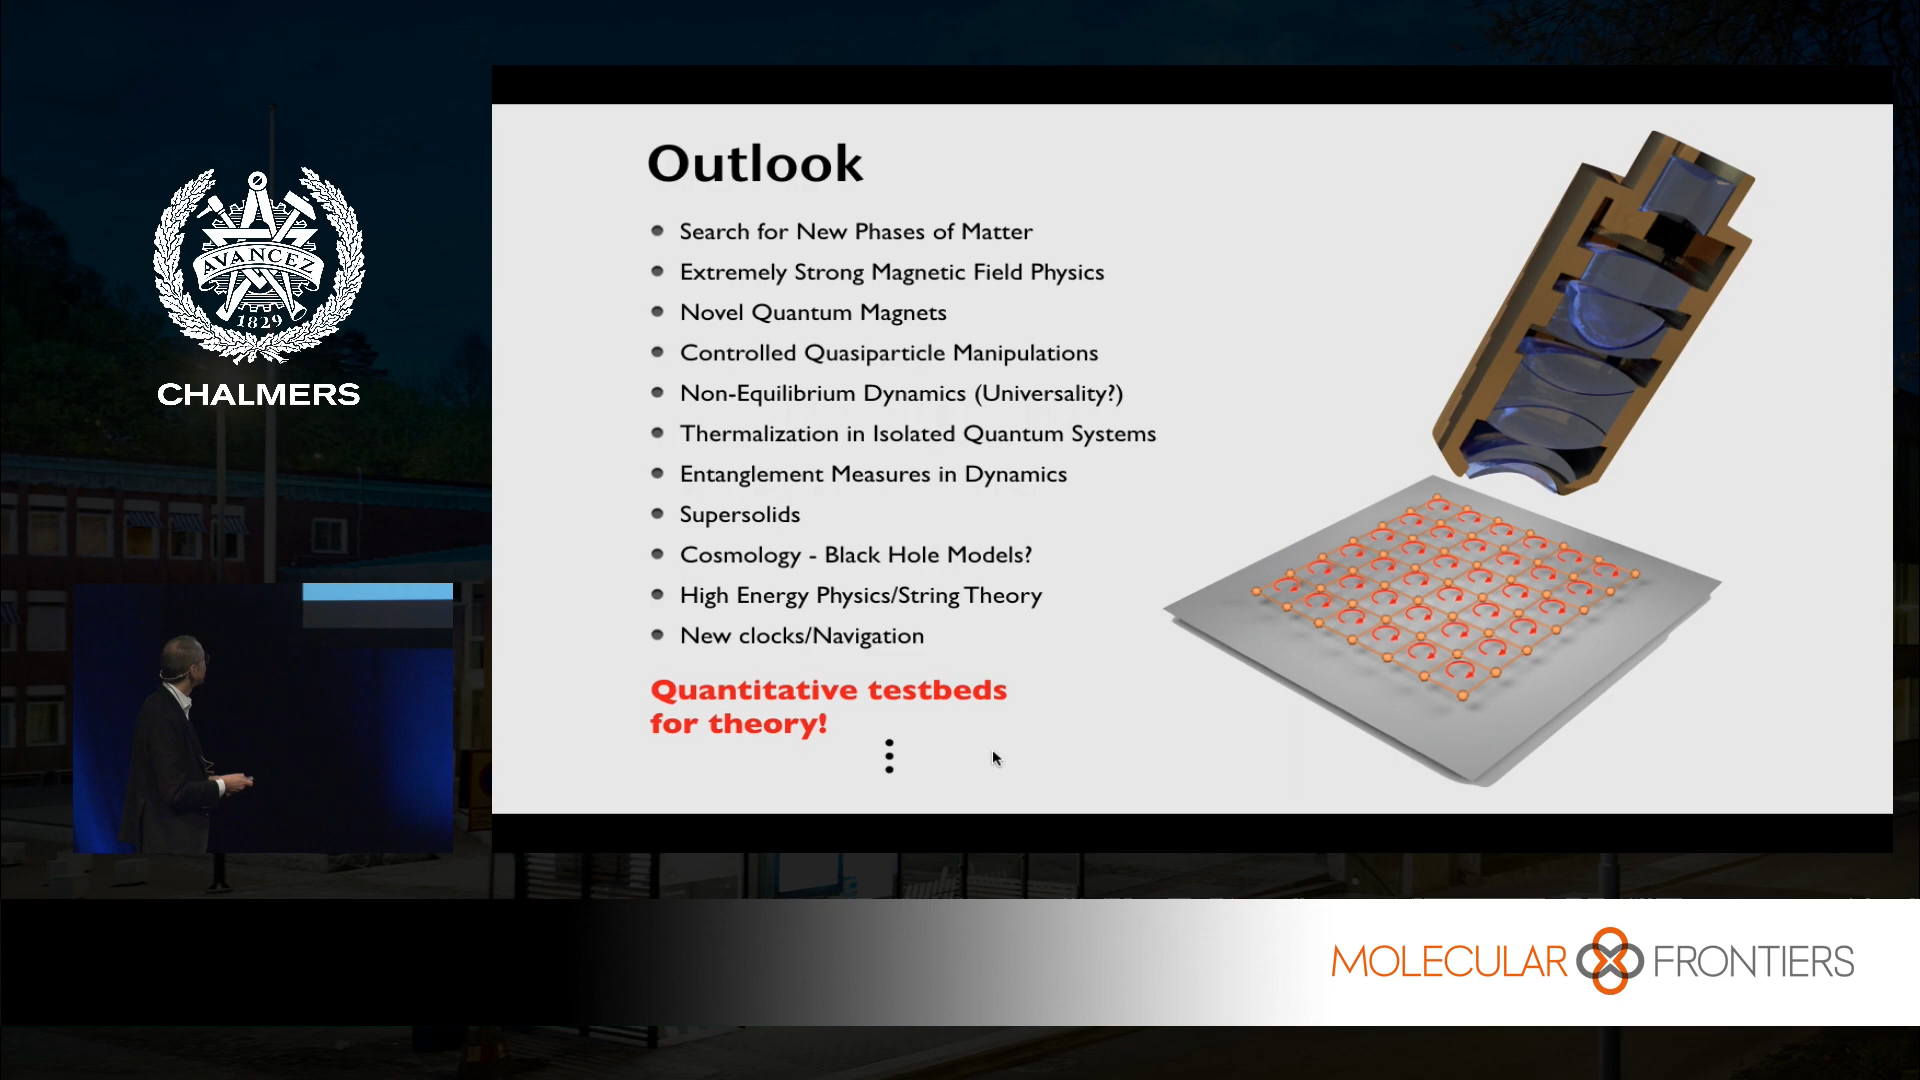 AVANCEZ
1829
CHALMERS
Outlook
Search for New Phases of Matter
Extremely Strong Magnetic Field Physics
Novel Quantum Magnets
Controlled Quasiparticle Manipulations
Non-Equilibrium Dynamics (Universality?)
Thermalization in Isolated Quantum Systems
Entanglement Measures in Dynamics
Supersolids
Cosmology - Black Hole Models?
High Energy Physics/String Theory
New clocks/Navigation
Quantitative testbeds
for theory!
MOLECULAR FRONTIERS